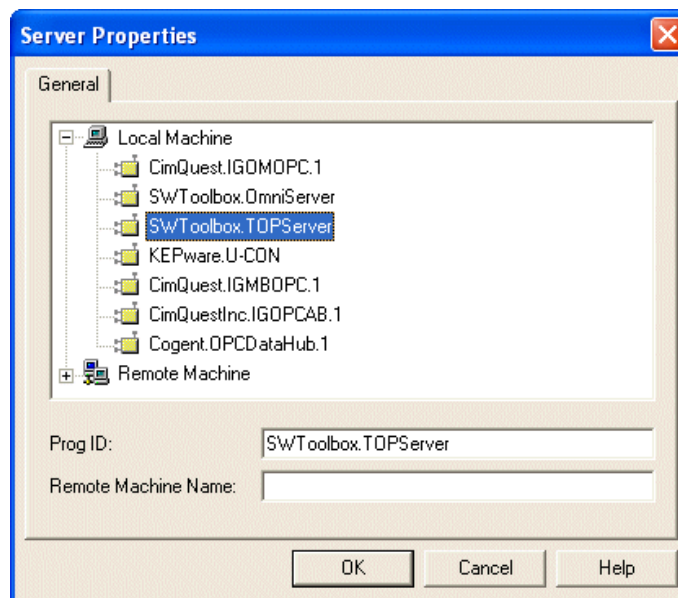 Server Properties
General
Local Machine
CimQuest.IGOMOPC.1
SWToolbox.OmniServer
SWToolbox.TOPServer
KEPware.U-CON
CimQuest.IGMBOPC.1
CimQuestInc.IGOPCAB.1
Cogent.OPCDataHub.1
Remote Machine
Prog ID: SWToolbox.TOPServer
Remote Machine Name:
OK Cancel Help